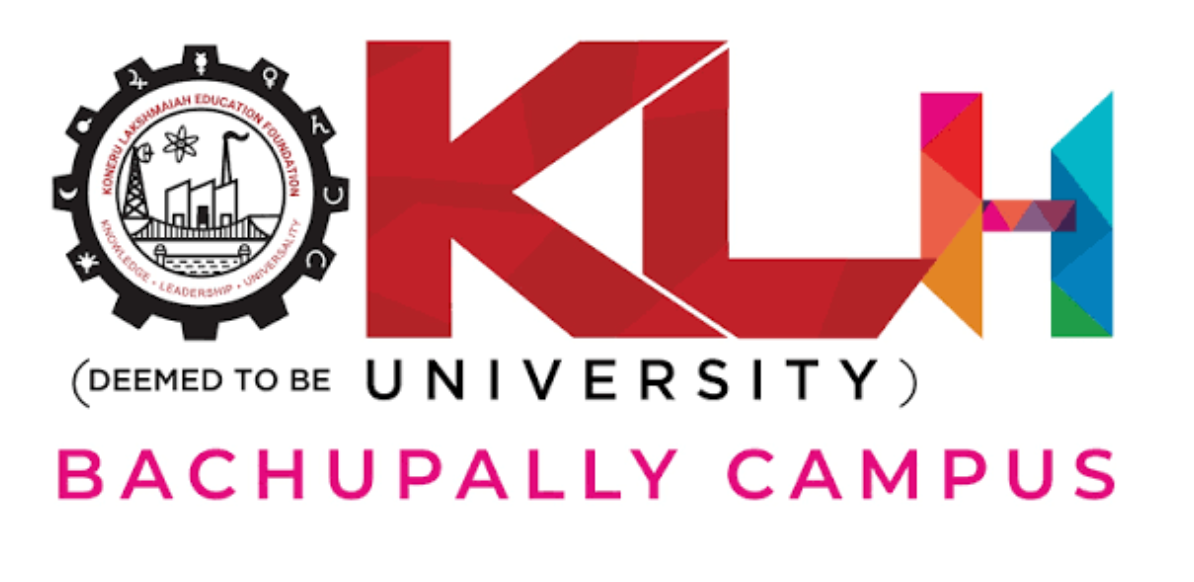 KONERU LAKSHMAIAH EDUCATION FOUNDATION
KNOWLEDGE • LEADERSHIP • UNIVERSALITY
KLH
(DEEMED TO BE UNIVERSITY)
BACHUPALLY CAMPUS